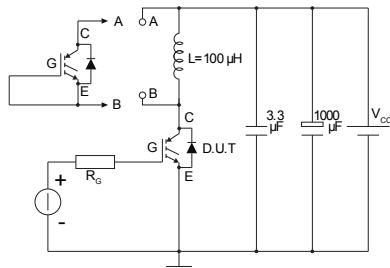 A
A
C
G
L=100 µH
E
B
B
C
3.3
µF
1000
µF
V_CC
G
D.U.T
E
+
R_G
-